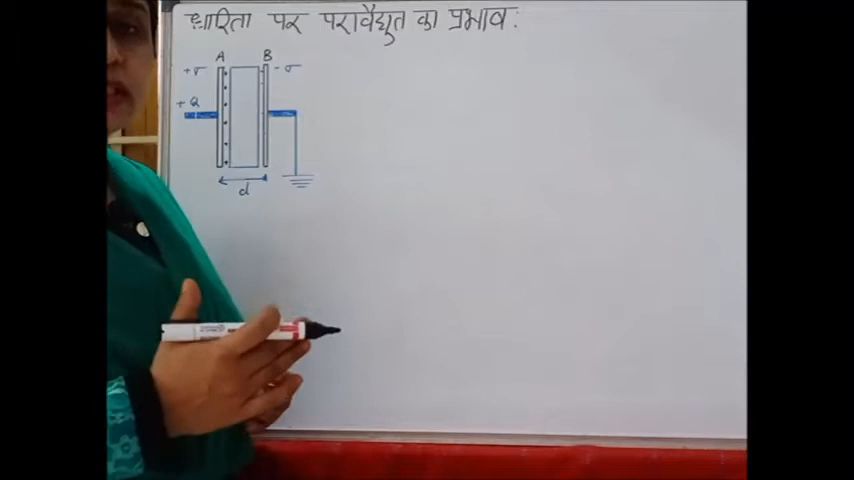 धारिता पर परावैद्युत का प्रभाव :
A B
+σ -σ
+Q
d